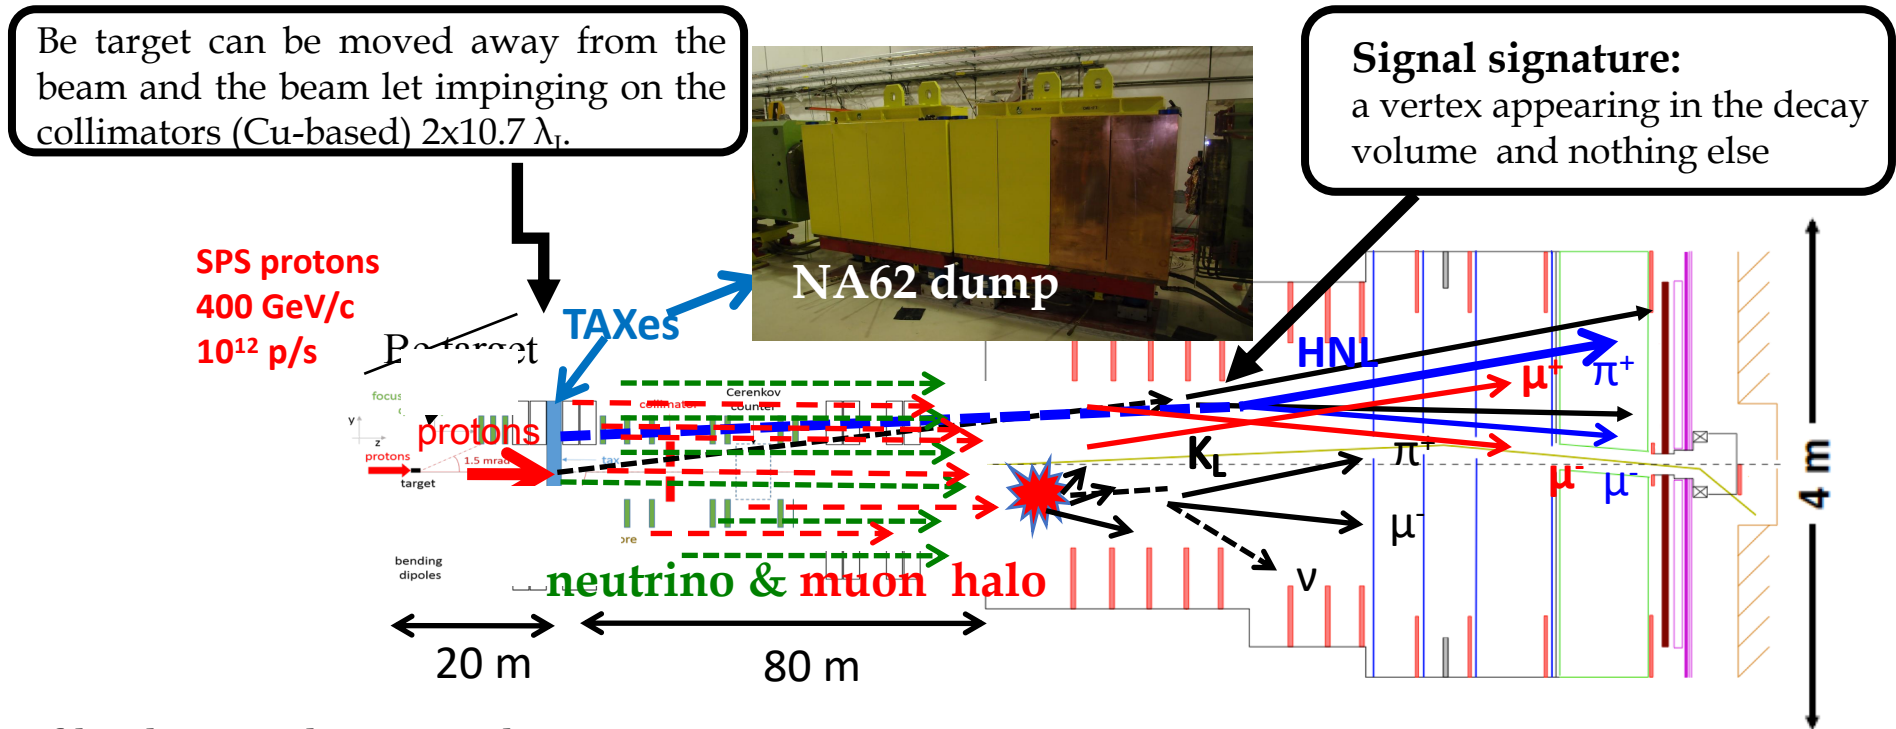 Be target can be moved away from the
beam and the beam let impinging on the
collimators (Cu-based) 2x10.7 λI.
Signal signature:
a vertex appearing in the decay
volume and nothing else
NA62 dump
SPS protons
400 GeV/c
10¹² p/s
TAXes
target
HNL
μ⁺
π⁺
focus
Cerenkov
counter
collimator
y
z
protons
protons
1.5 mrad
tax
target
KL
π⁺
μ⁻
μ⁻
μ⁻
ν
bending
dipoles
neutrino & muon halo
20 m
80 m
4 m